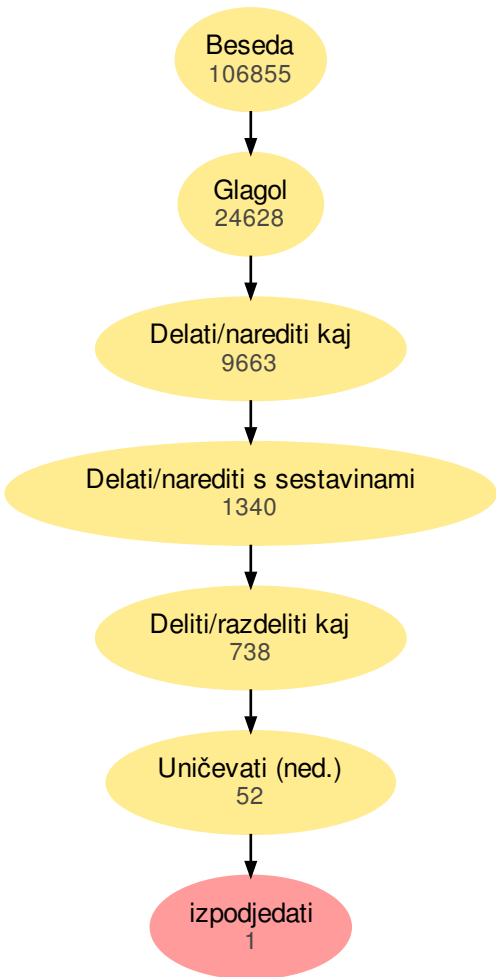 Beseda
106855
Glagol
24628
Delati/narediti kaj
9663
Delati/narediti s sestavinami
1340
Deliti/razdeliti kaj
738
Uničevati (ned.)
52
izpodjedati
1